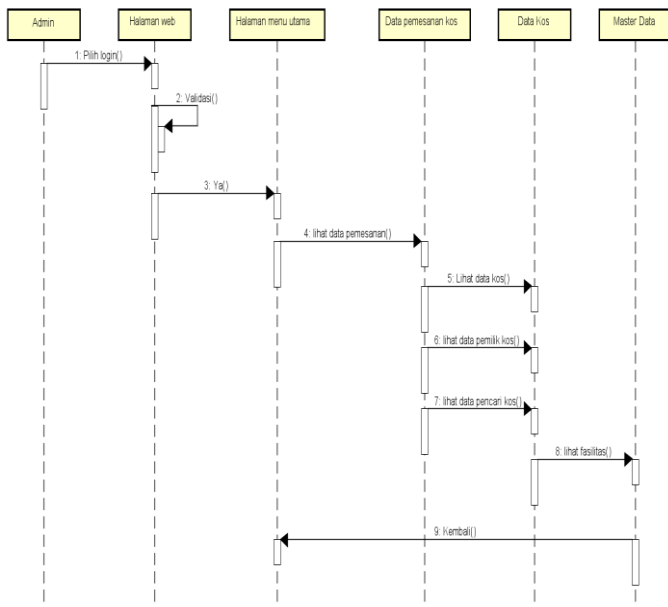 Admin
Halaman web
Halaman menu utama
Data pemesanan kos
Data Kos
Master Data
1: Pilih login()
2: Validasi()
3: Ya()
4: lihat data pemesanan()
5: Lihat data kos()
6: lihat data pemilik kos()
7: lihat data pencari kos()
8: lihat fasilitas()
9: Kembali()